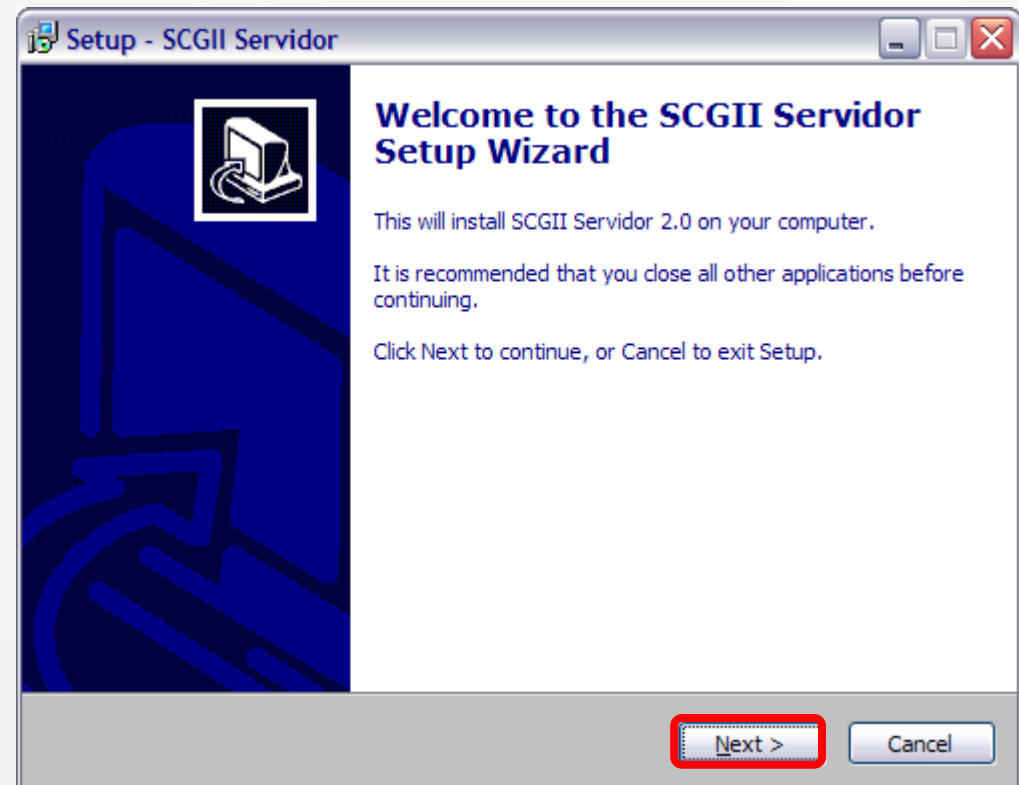 Setup - SCGII Servidor
Welcome to the SCGII Servidor
Setup Wizard
This will install SCGII Servidor 2.0 on your computer.
It is recommended that you close all other applications before
continuing.
Click Next to continue, or Cancel to exit Setup.
Next >
Cancel